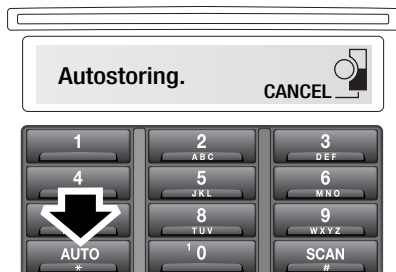 Autostoring.
CANCEL
1 2 3
ABC DEF
4 5 6
JKL MNO
8 9
TUV WXYZ
AUTO 1 0 SCAN
* #